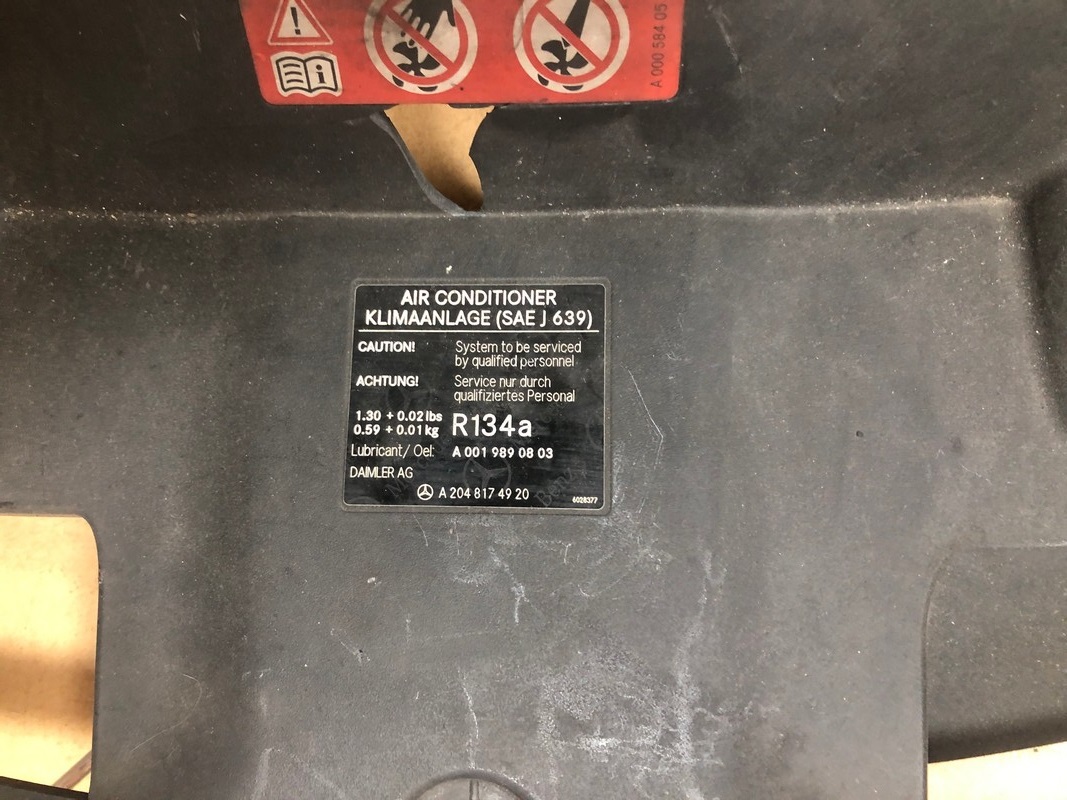 A 000 584 05
AIR CONDITIONER
KLIMAANLAGE (SAE J 639)
CAUTION! System to be serviced
by qualified personnel
ACHTUNG! Service nur durch
qualifiziertes Personal
1.30 + 0.02 lbs
0.59 + 0.01 kg R134a
Lubricant/ Oel: A 001 989 08 03
DAIMLER AG
A 204 817 49 20 6028377